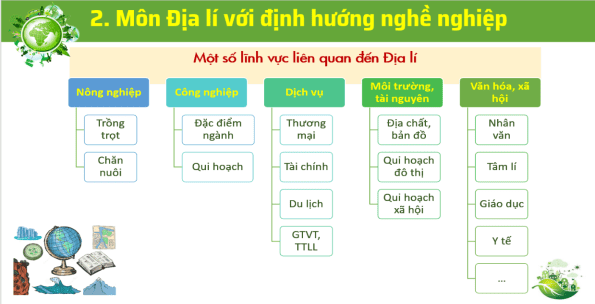 2. Môn Địa lí với định hướng nghề nghiệp
Một số lĩnh vực liên quan đến Địa lí
Nông nghiệp
Trồng
trọt
Chăn
nuôi
Công nghiệp
Đặc điểm
ngành
Qui hoạch
Dịch vụ
Thương
mại
Tài chính
Du lịch
GTVT,
TTLL
Môi trường,
tài nguyên
Địa chất,
bản đồ
Qui hoạch
đô thị
Qui hoạch
xã hội
Văn hóa, xã
hội
Nhân
văn
Tâm lí
Giáo dục
Y tế
...